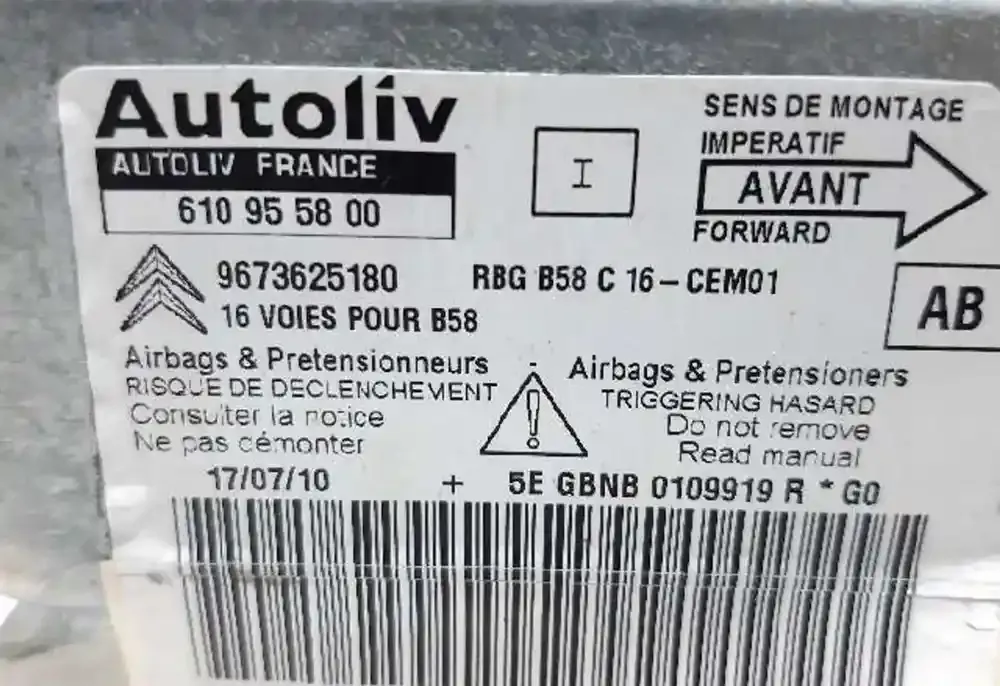 Autoliv
AUTOLIV FRANCE
610 95 58 00
I
SENS DE MONTAGE
IMPERATIF
AVANT
FORWARD
9673625180
RBG B58 C 16-CEM01
16 VOIES POUR B58
AB
Airbags & Pretensionneurs
RISQUE DE DECLENCHEMENT
Consulter la notice
Ne pas démonter
Airbags & Pretensioners
TRIGGERING HASARD
Do not remove
Read manual
17/07/10 + 5E GBNB 0109919 R * G0